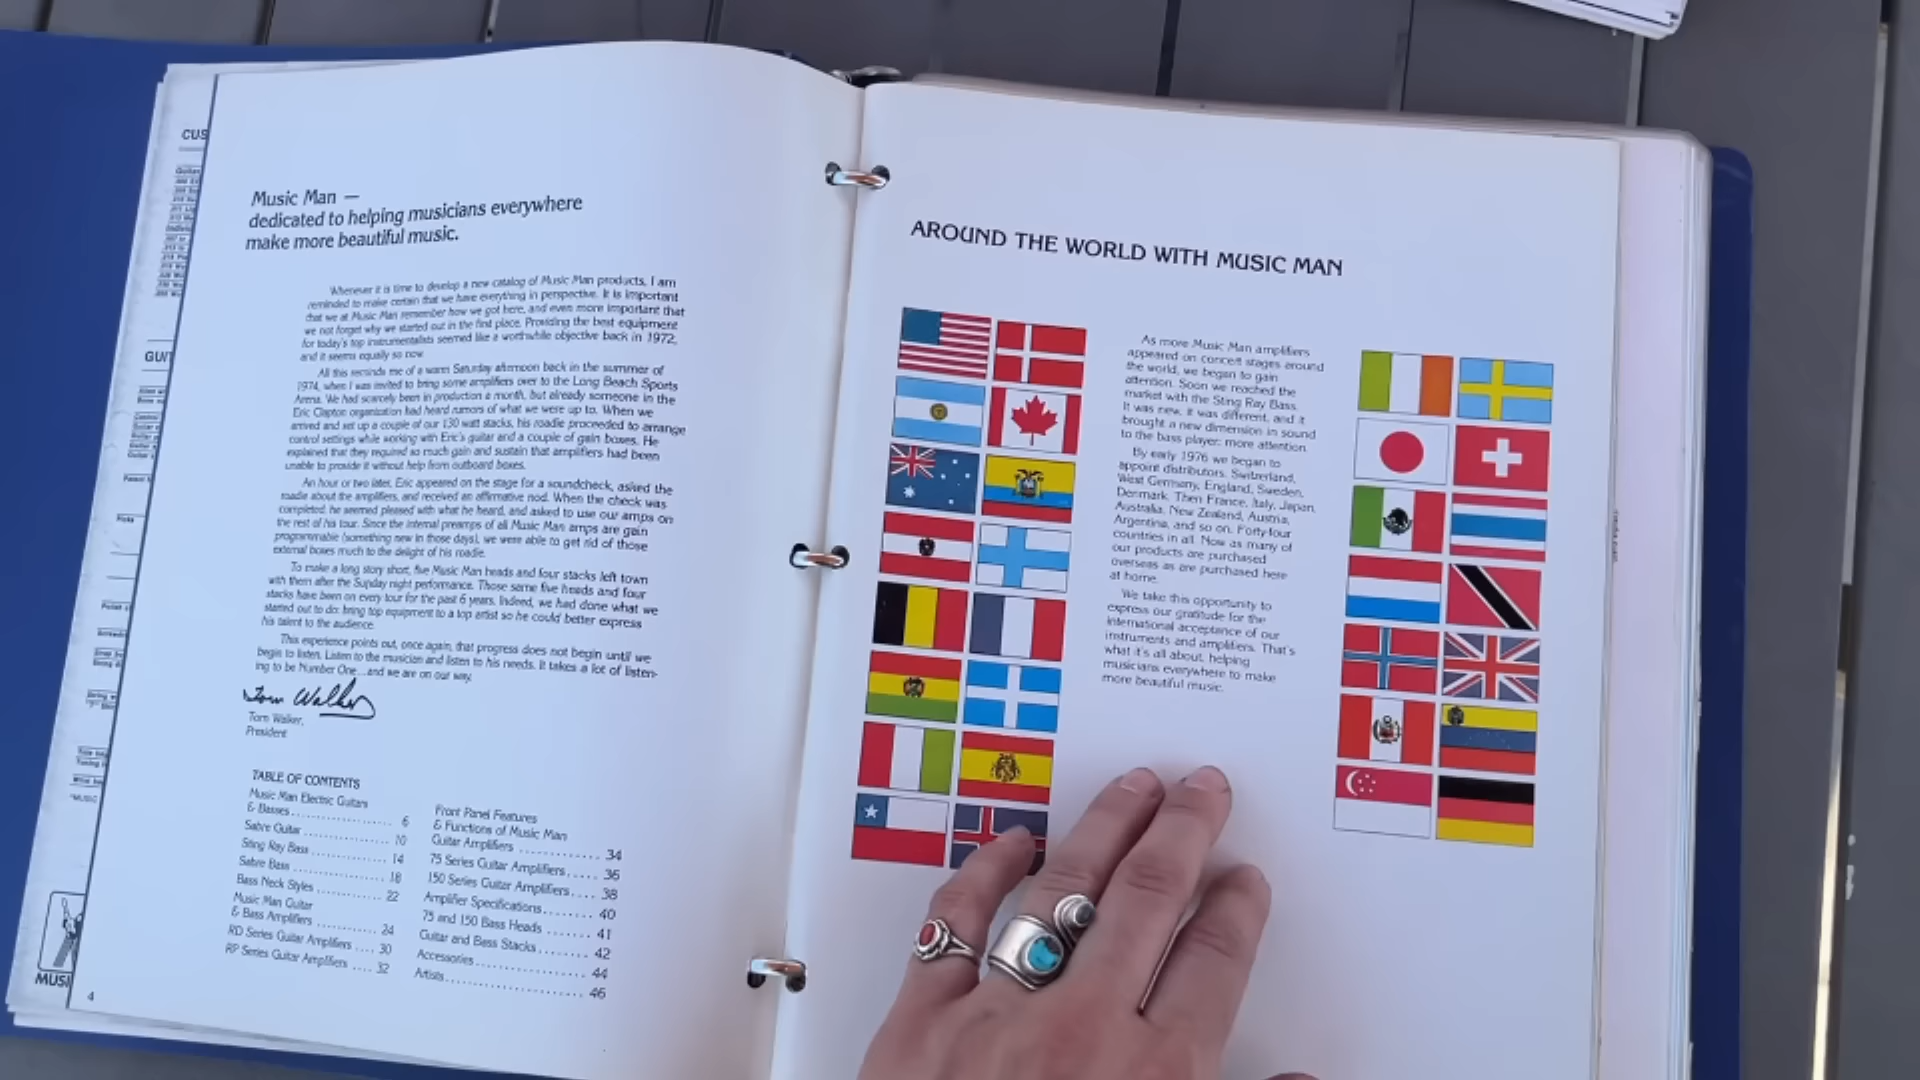 CUS
GUI
MUSI
Music Man —
dedicated to helping musicians everywhere
make more beautiful music.
Whenever it is time to develop a new catalog of Music Man products, I am
reminded to make certain that we have everything in perspective. It is important
that we at Music Man remember how we got here, and even more important that
we not forget why we started out in the first place. Providing the best equipment
for today's top instrumentalists seemed like a worthwhile objective back in 1972,
and it seems equally so now.
All this reminds me of a warm Saturday afternoon back in the summer of
1974, when I was invited to bring some amplifiers over to the Long Beach Sports
Arena. We had scarcely been in production a month, but already someone in the
Eric Clapton organization had heard rumors of what we were up to. When we
arrived and set up a couple of our 130 watt stacks, his roadie proceeded to arrange
control settings while working with Eric's guitar and a couple of gain boxes. He
explained that they required so much gain and sustain that amplifiers had been
unable to provide it without help from outboard boxes.
An hour or two later, Eric appeared on the stage for a soundcheck, asked the
roadie about the amplifiers, and received an affirmative nod. When the check was
completed, he seemed pleased with what he heard, and asked to use our amps on
the rest of his tour. Since the internal preamps of all Music Man amps are gain
programmable (something new in those days), we were able to get rid of those
external boxes much to the delight of his roadie.
To make a long story short, five Music Man heads and four stacks left town
with them after the Sunday night performance. Those same five heads and four
stacks have been on every tour for the past 6 years. Indeed, we had done what we
started out to do: bring top equipment to a top artist so he could better express
his talent to the audience.
This experience points out, once again, that progress does not begin until we
begin to listen. Listen to the musician and listen to his needs. It takes a lot of listen-
ing to be Number One...and we are on our way.
Tom Walker
Tom Walker,
President
TABLE OF CONTENTS
Music Man Electric Guitars
& Basses .................... 6
Sabre Guitar .................... 10
Sting Ray Bass .................... 14
Sabre Bass .................... 18
Bass Neck Styles .................... 22
Music Man Guitar
& Bass Amplifiers .................... 24
RD Series Guitar Amplifiers .... 30
RP Series Guitar Amplifiers .... 32
Front Panel Features
& Functions of Music Man
Guitar Amplifiers ............. 34
75 Series Guitar Amplifiers ..... 36
150 Series Guitar Amplifiers .... 38
Amplifier Specifications ........ 40
75 and 150 Bass Heads ....... 41
Guitar and Bass Stacks ........ 42
Accessories .................... 44
Artists .................... 46
4
AROUND THE WORLD WITH MUSIC MAN
As more Music Man amplifiers
appeared on concert stages around
the world, we began to gain
attention. Soon we reached the
market with the Sting Ray Bass.
It was new, it was different, and it
brought a new dimension in sound
to the bass player: more attention.
By early 1976 we began to
appoint distributors. Switzerland,
West Germany, England, Sweden,
Denmark. Then France, Italy, Japan,
Australia, New Zealand, Austria,
Argentina, and so on. Forty-four
countries in all. Now as many of
our products are purchased
overseas as are purchased here
at home.
We take this opportunity to
express our gratitude for the
international acceptance of our
instruments and amplifiers. That's
what it's all about, helping
musicians everywhere to make
more beautiful music.